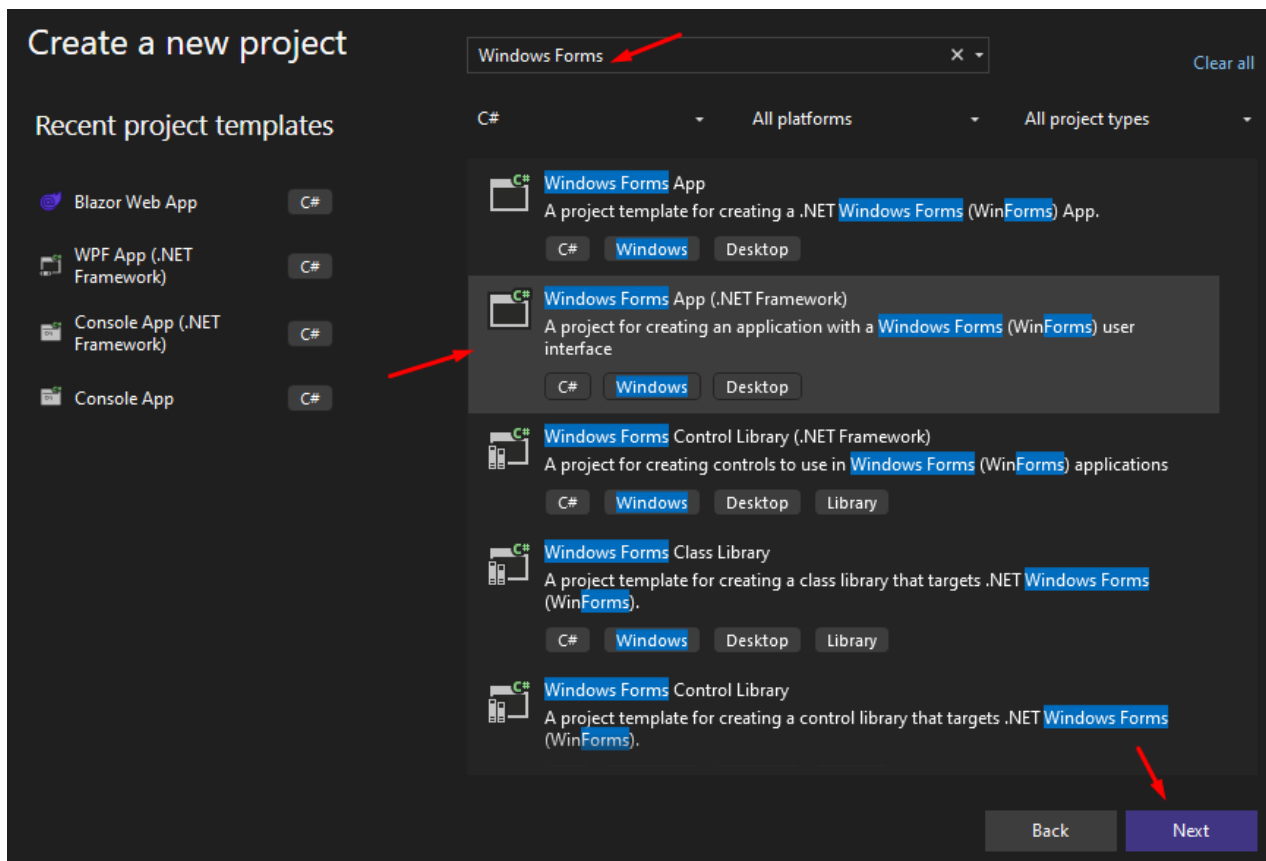 Create a new project
Windows Forms
Clear all
Recent project templates
C#
All platforms
All project types
Blazor Web App
C#
WPF App (.NET
Framework)
C#
Console App (.NET
Framework)
C#
Console App
C#
Windows Forms App
A project template for creating a .NET Windows Forms (WinForms) App.
C# Windows Desktop
Windows Forms App (.NET Framework)
A project for creating an application with a Windows Forms (WinForms) user
interface
C# Windows Desktop
Windows Forms Control Library (.NET Framework)
A project for creating controls to use in Windows Forms (WinForms) applications
C# Windows Desktop Library
Windows Forms Class Library
A project template for creating a class library that targets .NET Windows Forms
(WinForms).
C# Windows Desktop Library
Windows Forms Control Library
A project template for creating a control library that targets .NET Windows Forms
(WinForms).
Back
Next